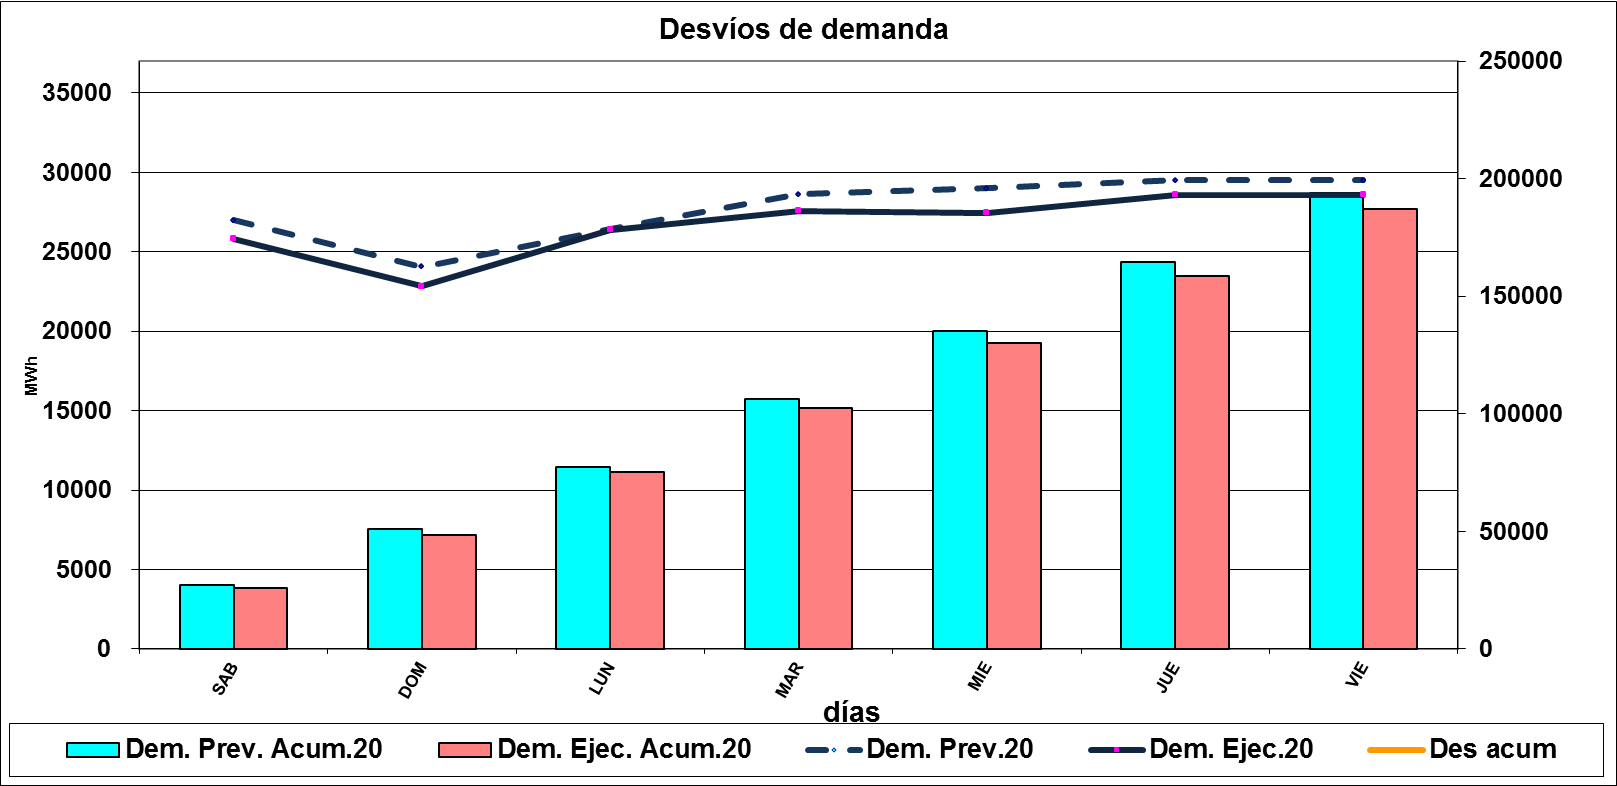 Desvíos de demanda
35000
30000
25000
20000
15000
10000
5000
0
MWh
250000
200000
150000
100000
50000
0
SAB DOM LUN MAR MIE JUE VIE
días
Dem. Prev. Acum.20 Dem. Ejec. Acum.20 Dem. Prev.20 Dem. Ejec.20 Des acum